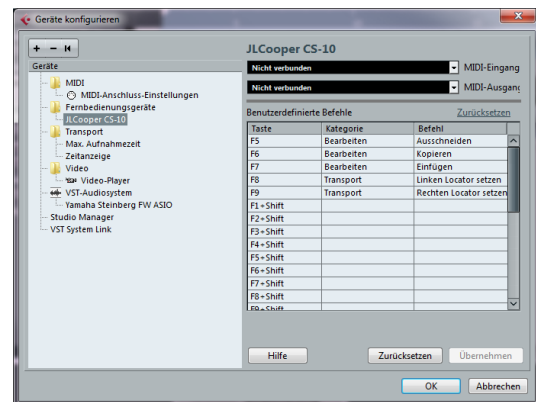 Geräte konfigurieren
+ - 
Geräte
MIDI
MIDI-Anschluss-Einstellungen
Fernbedienungsgeräte
JLCooper CS-10
Transport
Max. Aufnahmezeit
Zeitanzeige
Video
Video-Player
VST-Audiosystem
Yamaha Steinberg FW ASIO
Studio Manager
VST System Link
JLCooper CS-10
Nicht verbunden MIDI-Eingang
Nicht verbunden MIDI-Ausgang
Benutzerdefinierte Befehle Zurücksetzen
Taste Kategorie Befehl
F5 Bearbeiten Ausschneiden
F6 Bearbeiten Kopieren
F7 Bearbeiten Einfügen
F8 Transport Linken Locator setzen
F9 Transport Rechten Locator setzen
F1+Shift
F2+Shift
F3+Shift
F4+Shift
F5+Shift
F6+Shift
F7+Shift
F8+Shift
F9+Shift
Hilfe Zurücksetzen Übernehmen
OK Abbrechen